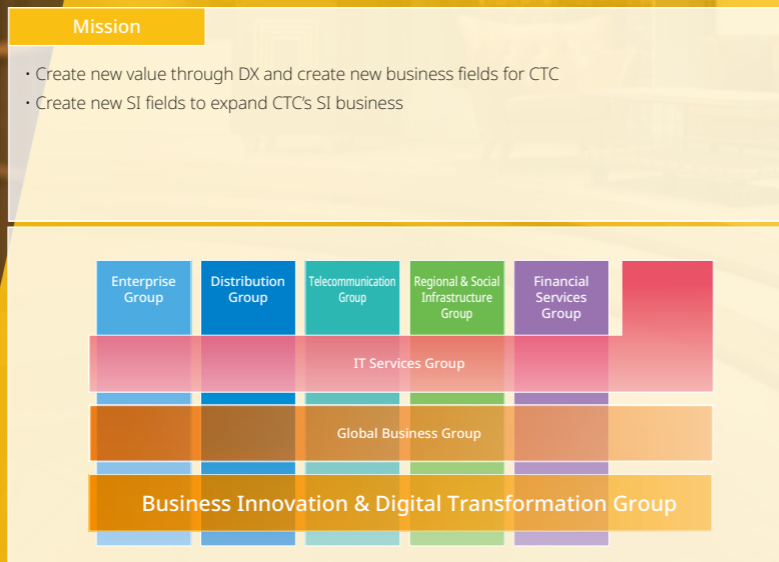 Mission
・Create new value through DX and create new business fields for CTC
・Create new SI fields to expand CTC's SI business
Enterprise
Group
Distribution
Group
Telecommunication
Group
Regional & Social
Infrastructure
Group
Financial
Services
Group
IT Services Group
Global Business Group
Business Innovation & Digital Transformation Group